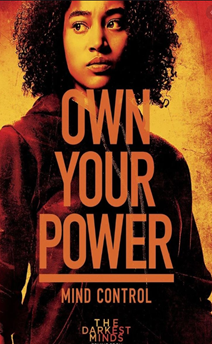 OWN
YOUR
POWER
MIND CONTROL
THE
DARKEST
MINDS